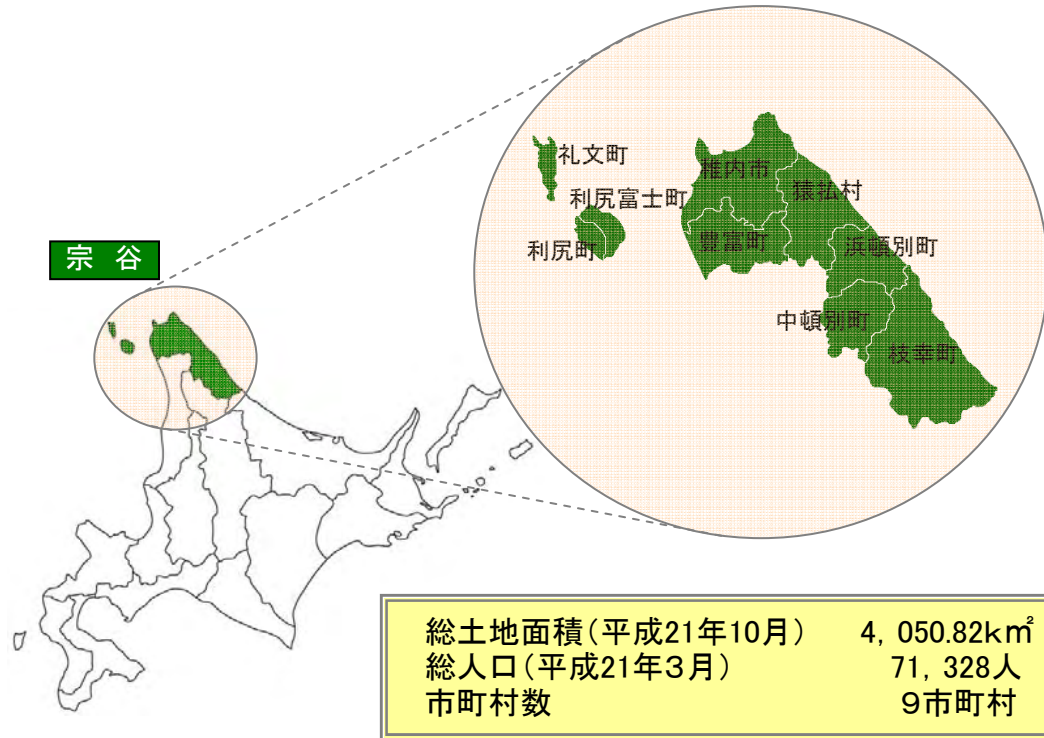 礼文町
稚内市
猿払村
利尻富士町
豊富町
浜頓別町
利尻町
宗 谷
中頓別町
枝幸町
総土地面積(平成21年10月) 4, 050.82k㎡
総人口(平成21年3月) 71, 328人
市町村数 9市町村